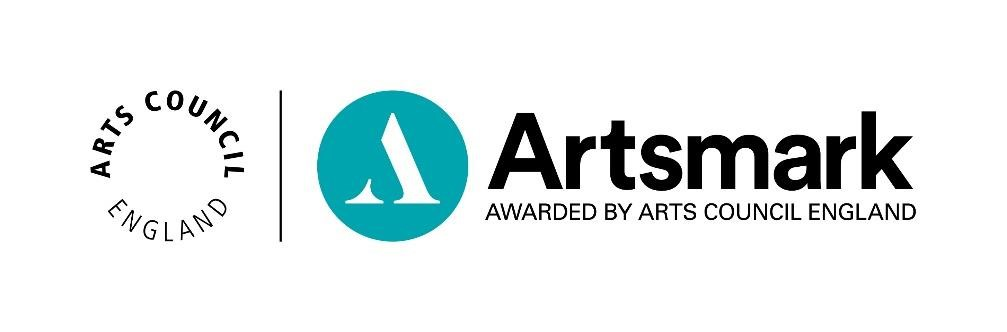 ARTS COUNCIL
ENGLAND
A
Artsmark
AWARDED BY ARTS COUNCIL ENGLAND